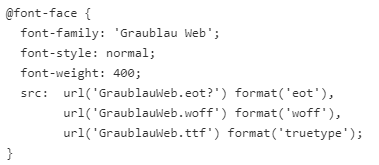 @font-face {
  font-family: 'Graublau Web';
  font-style: normal;
  font-weight: 400;
  src:  url('GraublauWeb.eot?') format('eot'),
        url('GraublauWeb.woff') format('woff'),
        url('GraublauWeb.ttf') format('truetype');
}